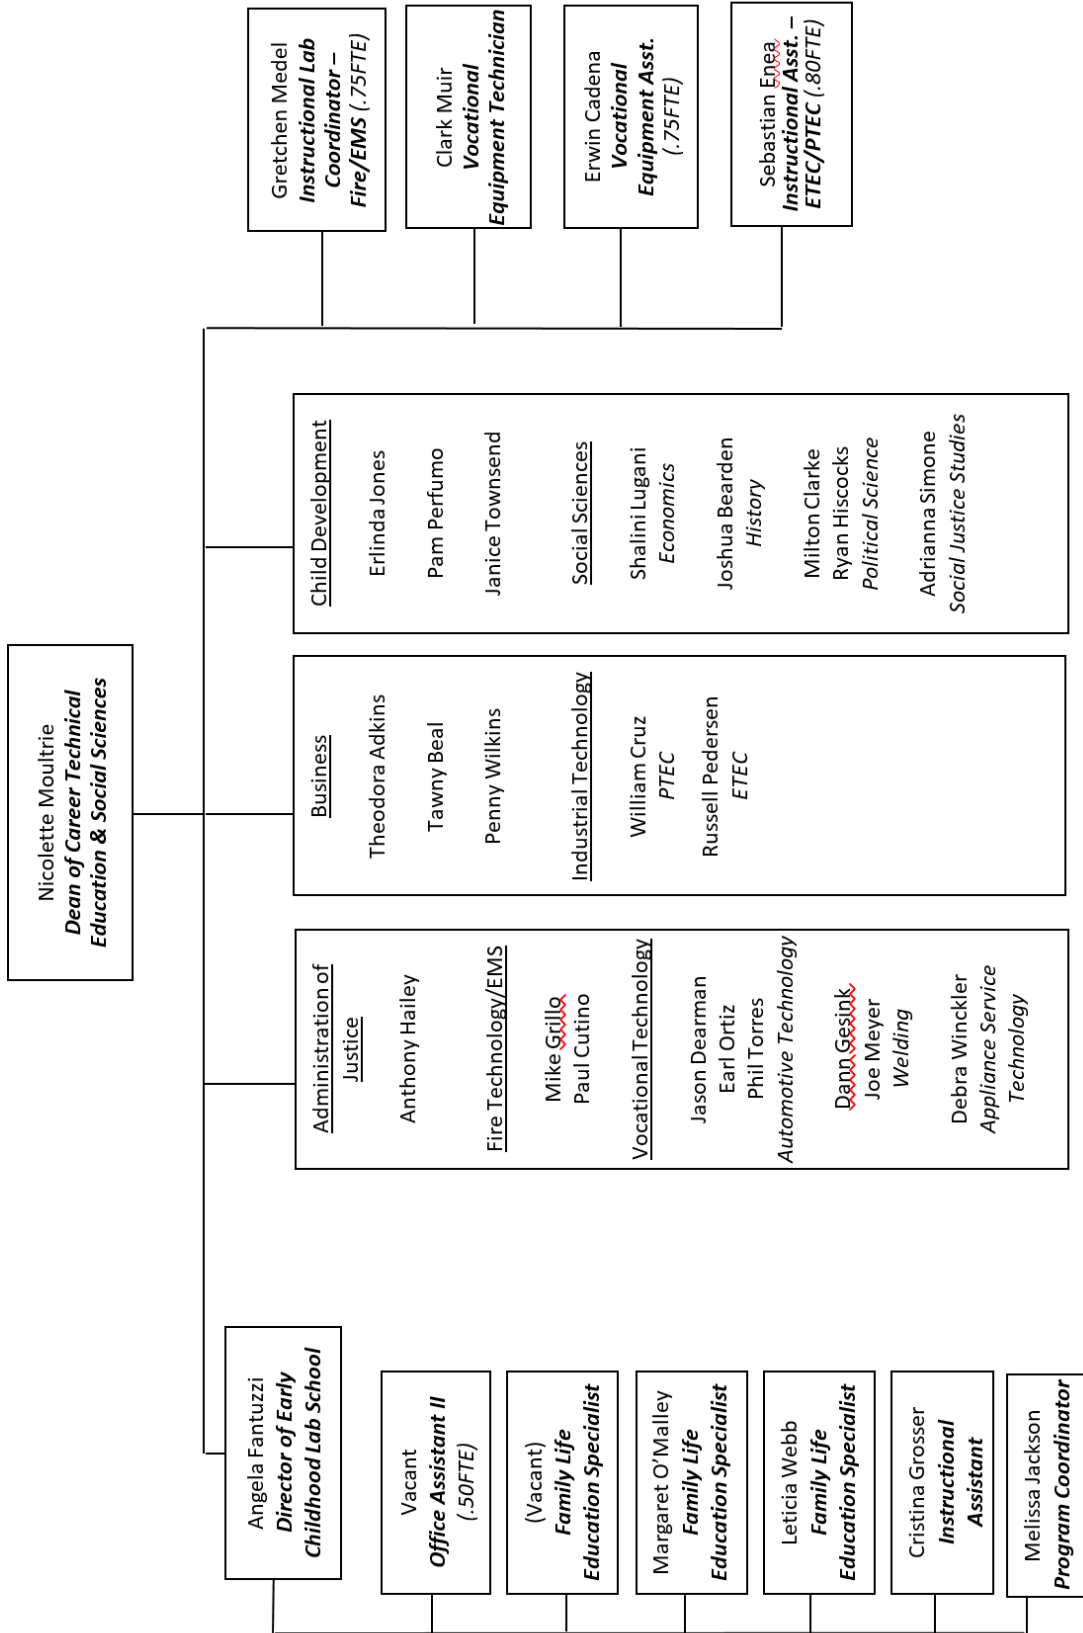 Nicolette Moultrie
Dean of Career Technical
Education & Social Sciences
Angela Fantuzzi
Director of Early
Childhood Lab School
Vacant
Office Assistant II
(.50FTE)
(Vacant)
Family Life
Education Specialist
Margaret O’Malley
Family Life
Education Specialist
Leticia Webb
Family Life
Education Specialist
Cristina Grosser
Instructional
Assistant
Melissa Jackson
Program Coordinator
Administration of
Justice
Anthony Hailey
Fire Technology/EMS
Mike Grillo
Paul Cutino
Vocational Technology
Jason Dearman
Earl Ortiz
Phil Torres
Automotive Technology
Dann Gesink
Joe Meyer
Welding
Debra Winckler
Appliance Service
Technology
Business
Theodora Adkins
Tawny Beal
Penny Wilkins
Industrial Technology
William Cruz
PTEC
Russell Pedersen
ETEC
Child Development
Erlinda Jones
Pam Perfumo
Janice Townsend
Social Sciences
Shalini Lugani
Economics
Joshua Bearden
History
Milton Clarke
Ryan Hiscocks
Political Science
Adrianna Simone
Social Justice Studies
Gretchen Medel
Instructional Lab
Coordinator –
Fire/EMS (.75FTE)
Clark Muir
Vocational
Equipment Technician
Erwin Cadena
Vocational
Equipment Asst.
(.75FTE)
Sebastian Enea
Instructional Asst. –
ETEC/PTEC (.80FTE)